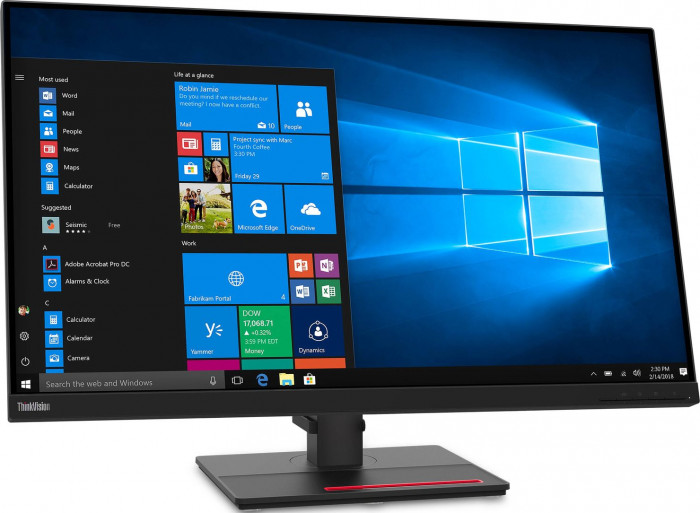 Most used
Word
Mail
People
News
Maps
Calculator
Suggested
Seismic Free
A
Adobe Acrobat Pro DC
Alarms & Clock
C
Calculator
Calendar
Camera
Life at a glance
Robin Jamie
Do you mind if we reschedule our
meeting? I now have a conflict.
Mail 10
People
Project sync with Marc
Fourth Coffee
3:30 PM
Friday 29
Photos
Microsoft Edge
OneDrive
Work
Fabrikam Portal 4
Yammer
DOW
17,068.71
▲ +0.32%
3:59 PM EDT
Money
Dynamics
Search the web and Windows
2:30 PM
2/14/2018
ThinkVision